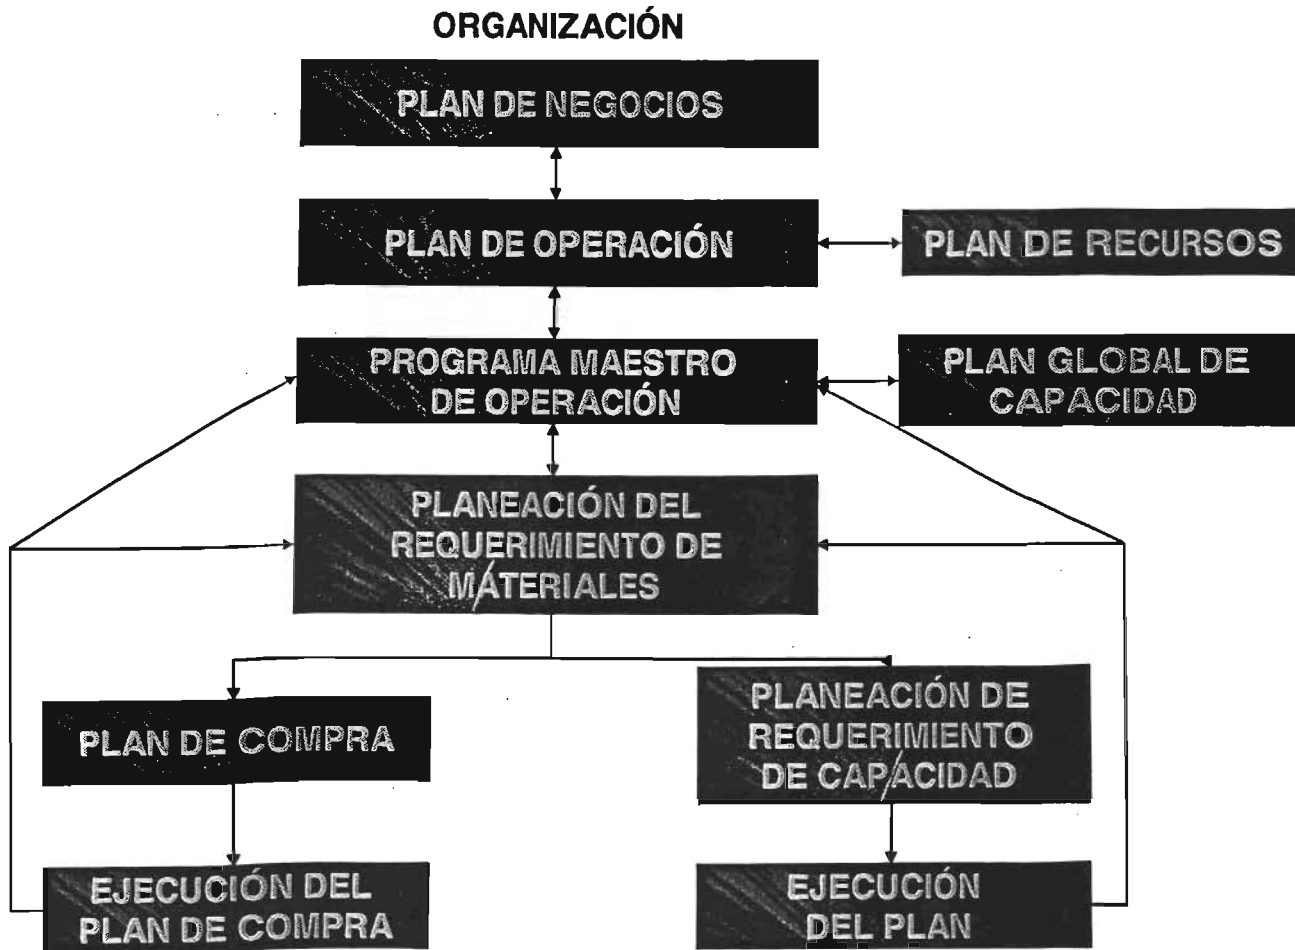 ORGANIZACIÓN
PLAN DE NEGOCIOS
PLAN DE OPERACIÓN
PLAN DE RECURSOS
PROGRAMA MAESTRO
DE OPERACIÓN
PLAN GLOBAL DE
CAPACIDAD
PLANEACIÓN DEL
REQUERIMIENTO DE
MATERIALES
PLAN DE COMPRA
PLANEACIÓN DE
REQUERIMIENTO
DE CAPACIDAD
EJECUCIÓN DEL
PLAN DE COMPRA
EJECUCIÓN
DEL PLAN